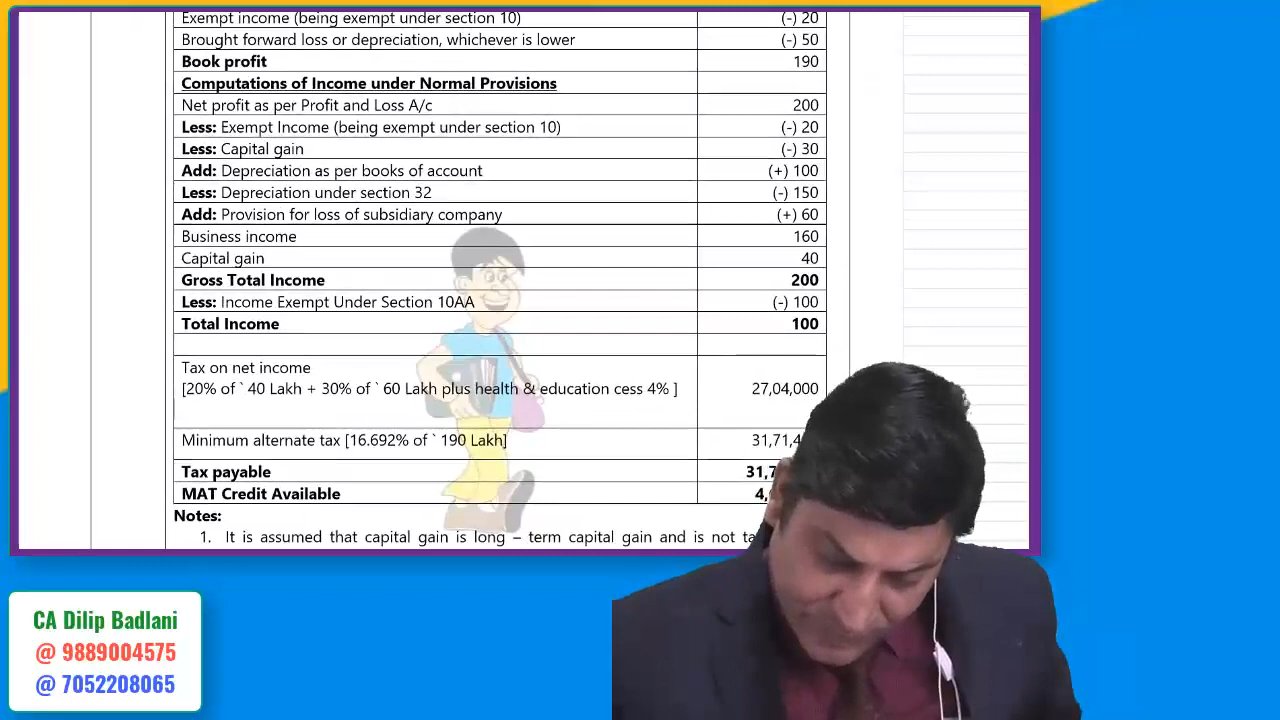 Exempt income (being exempt under section 10) (-) 20
Brought forward loss or depreciation, whichever is lower (-) 50
Book profit 190
Computations of Income under Normal Provisions
Net profit as per Profit and Loss A/c 200
Less: Exempt Income (being exempt under section 10) (-) 20
Less: Capital gain (-) 30
Add: Depreciation as per books of account (+) 100
Less: Depreciation under section 32 (-) 150
Add: Provision for loss of subsidiary company (+) 60
Business income 160
Capital gain 40
Gross Total Income 200
Less: Income Exempt Under Section 10AA (-) 100
Total Income 100
Tax on net income
[20% of ` 40 Lakh + 30% of ` 60 Lakh plus health & education cess 4% ] 27,04,000
Minimum alternate tax [16.692% of ` 190 Lakh] 31,71,4
Tax payable 31,7
MAT Credit Available 4,
Notes:
1. It is assumed that capital gain is long – term capital gain and is not
CA Dilip Badlani
@ 9889004575
@ 7052208065